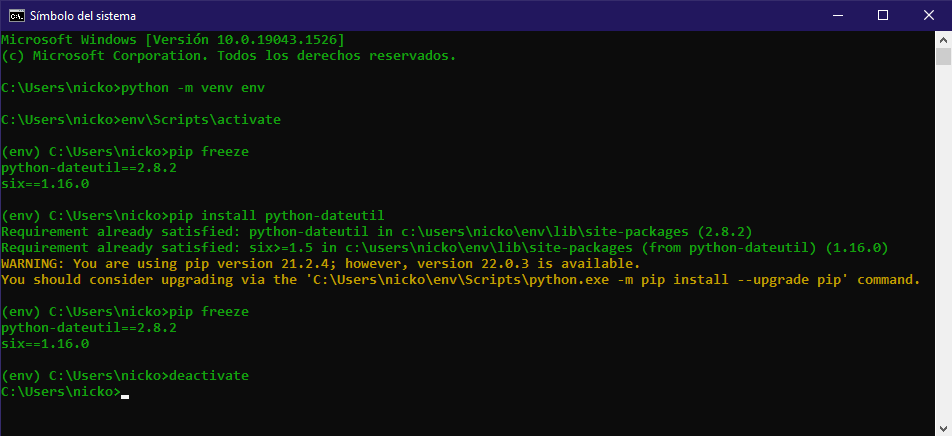 Símbolo del sistema
Microsoft Windows [Versión 10.0.19043.1526]
(c) Microsoft Corporation. Todos los derechos reservados.
C:\Users\nicko>python -m venv env
C:\Users\nicko>env\Scripts\activate
(env) C:\Users\nicko>pip freeze
python-dateutil==2.8.2
six==1.16.0
(env) C:\Users\nicko>pip install python-dateutil
Requirement already satisfied: python-dateutil in c:\users\nicko\env\lib\site-packages (2.8.2)
Requirement already satisfied: six>=1.5 in c:\users\nicko\env\lib\site-packages (from python-dateutil) (1.16.0)
WARNING: You are using pip version 21.2.4; however, version 22.0.3 is available.
You should consider upgrading via the 'C:\Users\nicko\env\Scripts\python.exe -m pip install --upgrade pip' command.
(env) C:\Users\nicko>pip freeze
python-dateutil==2.8.2
six==1.16.0
(env) C:\Users\nicko>deactivate
C:\Users\nicko>